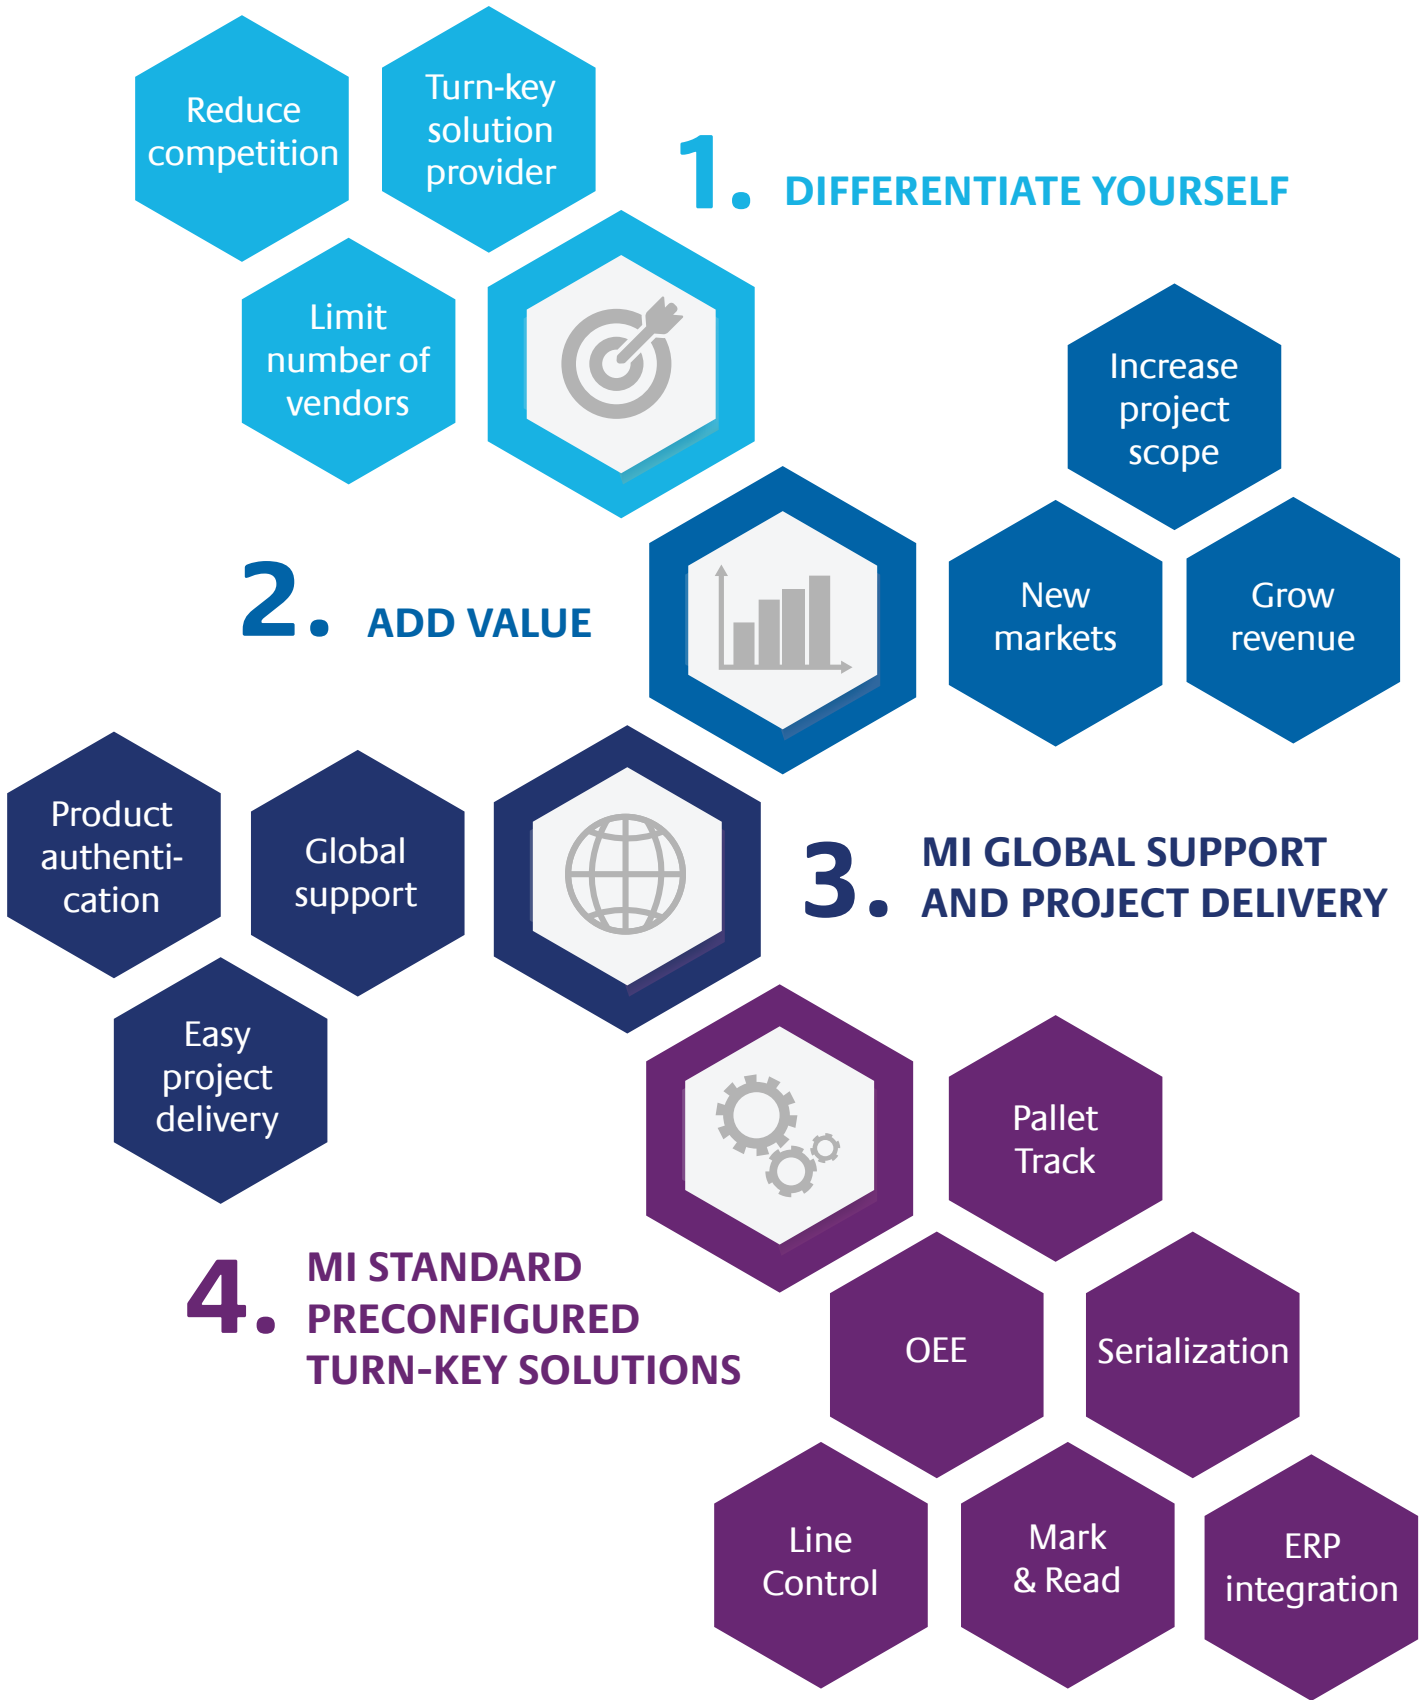 Reduce
competition
Turn-key
solution
provider
Limit
number of
vendors
1. DIFFERENTIATE YOURSELF
Increase
project
scope
New
markets
Grow
revenue
2. ADD VALUE
Product
authenti-
cation
Global
support
Easy
project
delivery
3. MI GLOBAL SUPPORT
AND PROJECT DELIVERY
4. MI STANDARD
PRECONFIGURED
TURN-KEY SOLUTIONS
Pallet
Track
OEE
Serialization
Line
Control
Mark
& Read
ERP
integration